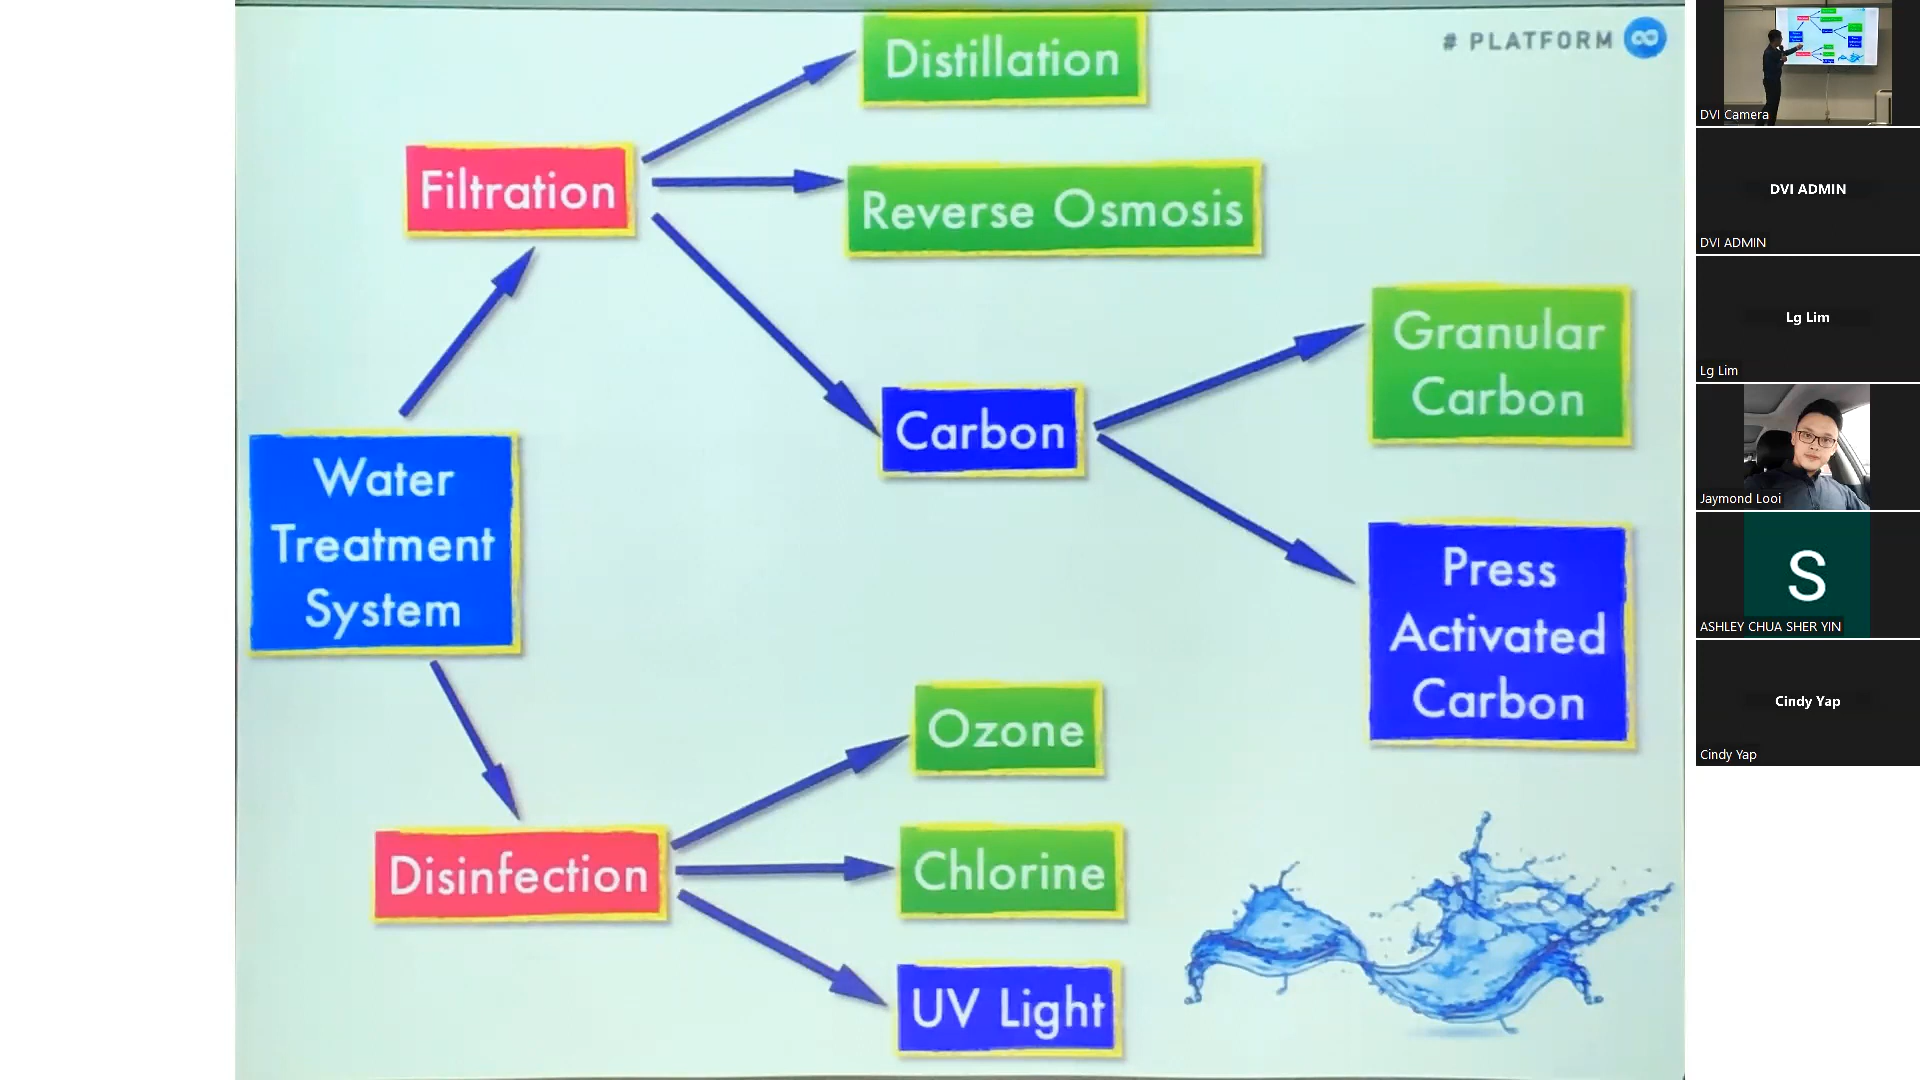 # PLATFORM
Distillation
Filtration
Reverse Osmosis
Granular
Carbon
Carbon
Water
Treatment
System
Press
Activated
Carbon
Ozone
Disinfection
Chlorine
UV Light
DVI Camera
DVI ADMIN
DVI ADMIN
Lg Lim
Lg Lim
Jaymond Looi
S
ASHLEY CHUA SHER YIN
Cindy Yap
Cindy Yap